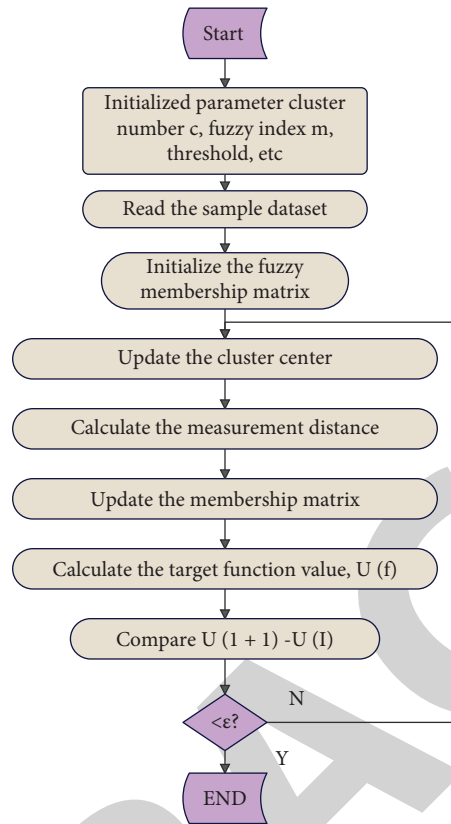 Start
Initialized parameter cluster
number c, fuzzy index m,
threshold, etc
Read the sample dataset
Initialize the fuzzy
membership matrix
Update the cluster center
Calculate the measurement distance
Update the membership matrix
Calculate the target function value, U (f)
Compare U (1 + 1) -U (I)
<ε?
N
Y
END